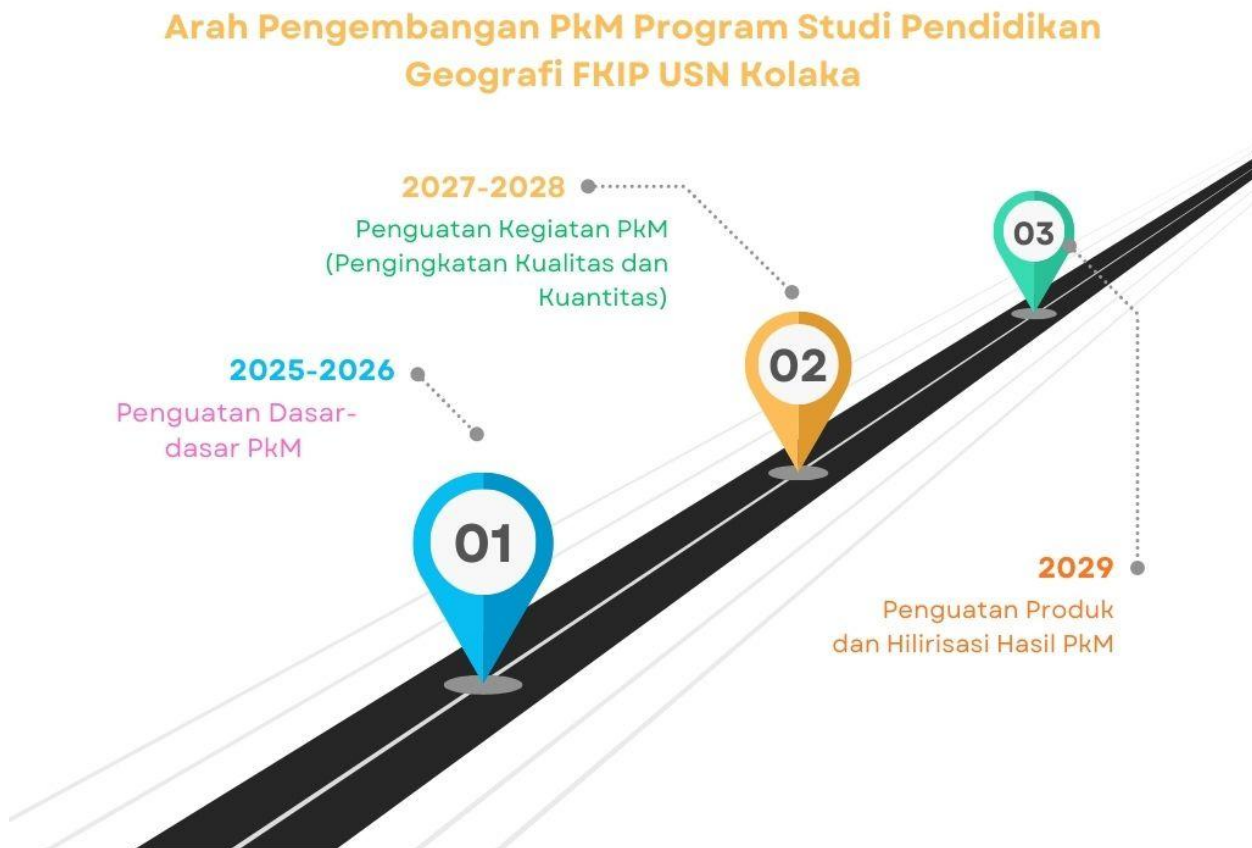 Arah Pengembangan PkM Program Studi Pendidikan
Geografi FKIP USN Kolaka
2027-2028
Penguatan Kegiatan PkM
(Pengingkatan Kualitas dan
Kuantitas)
03
02
2025-2026
Penguatan Dasar-
dasar PkM
01
2029
Penguatan Produk
dan Hilirisasi Hasil PkM